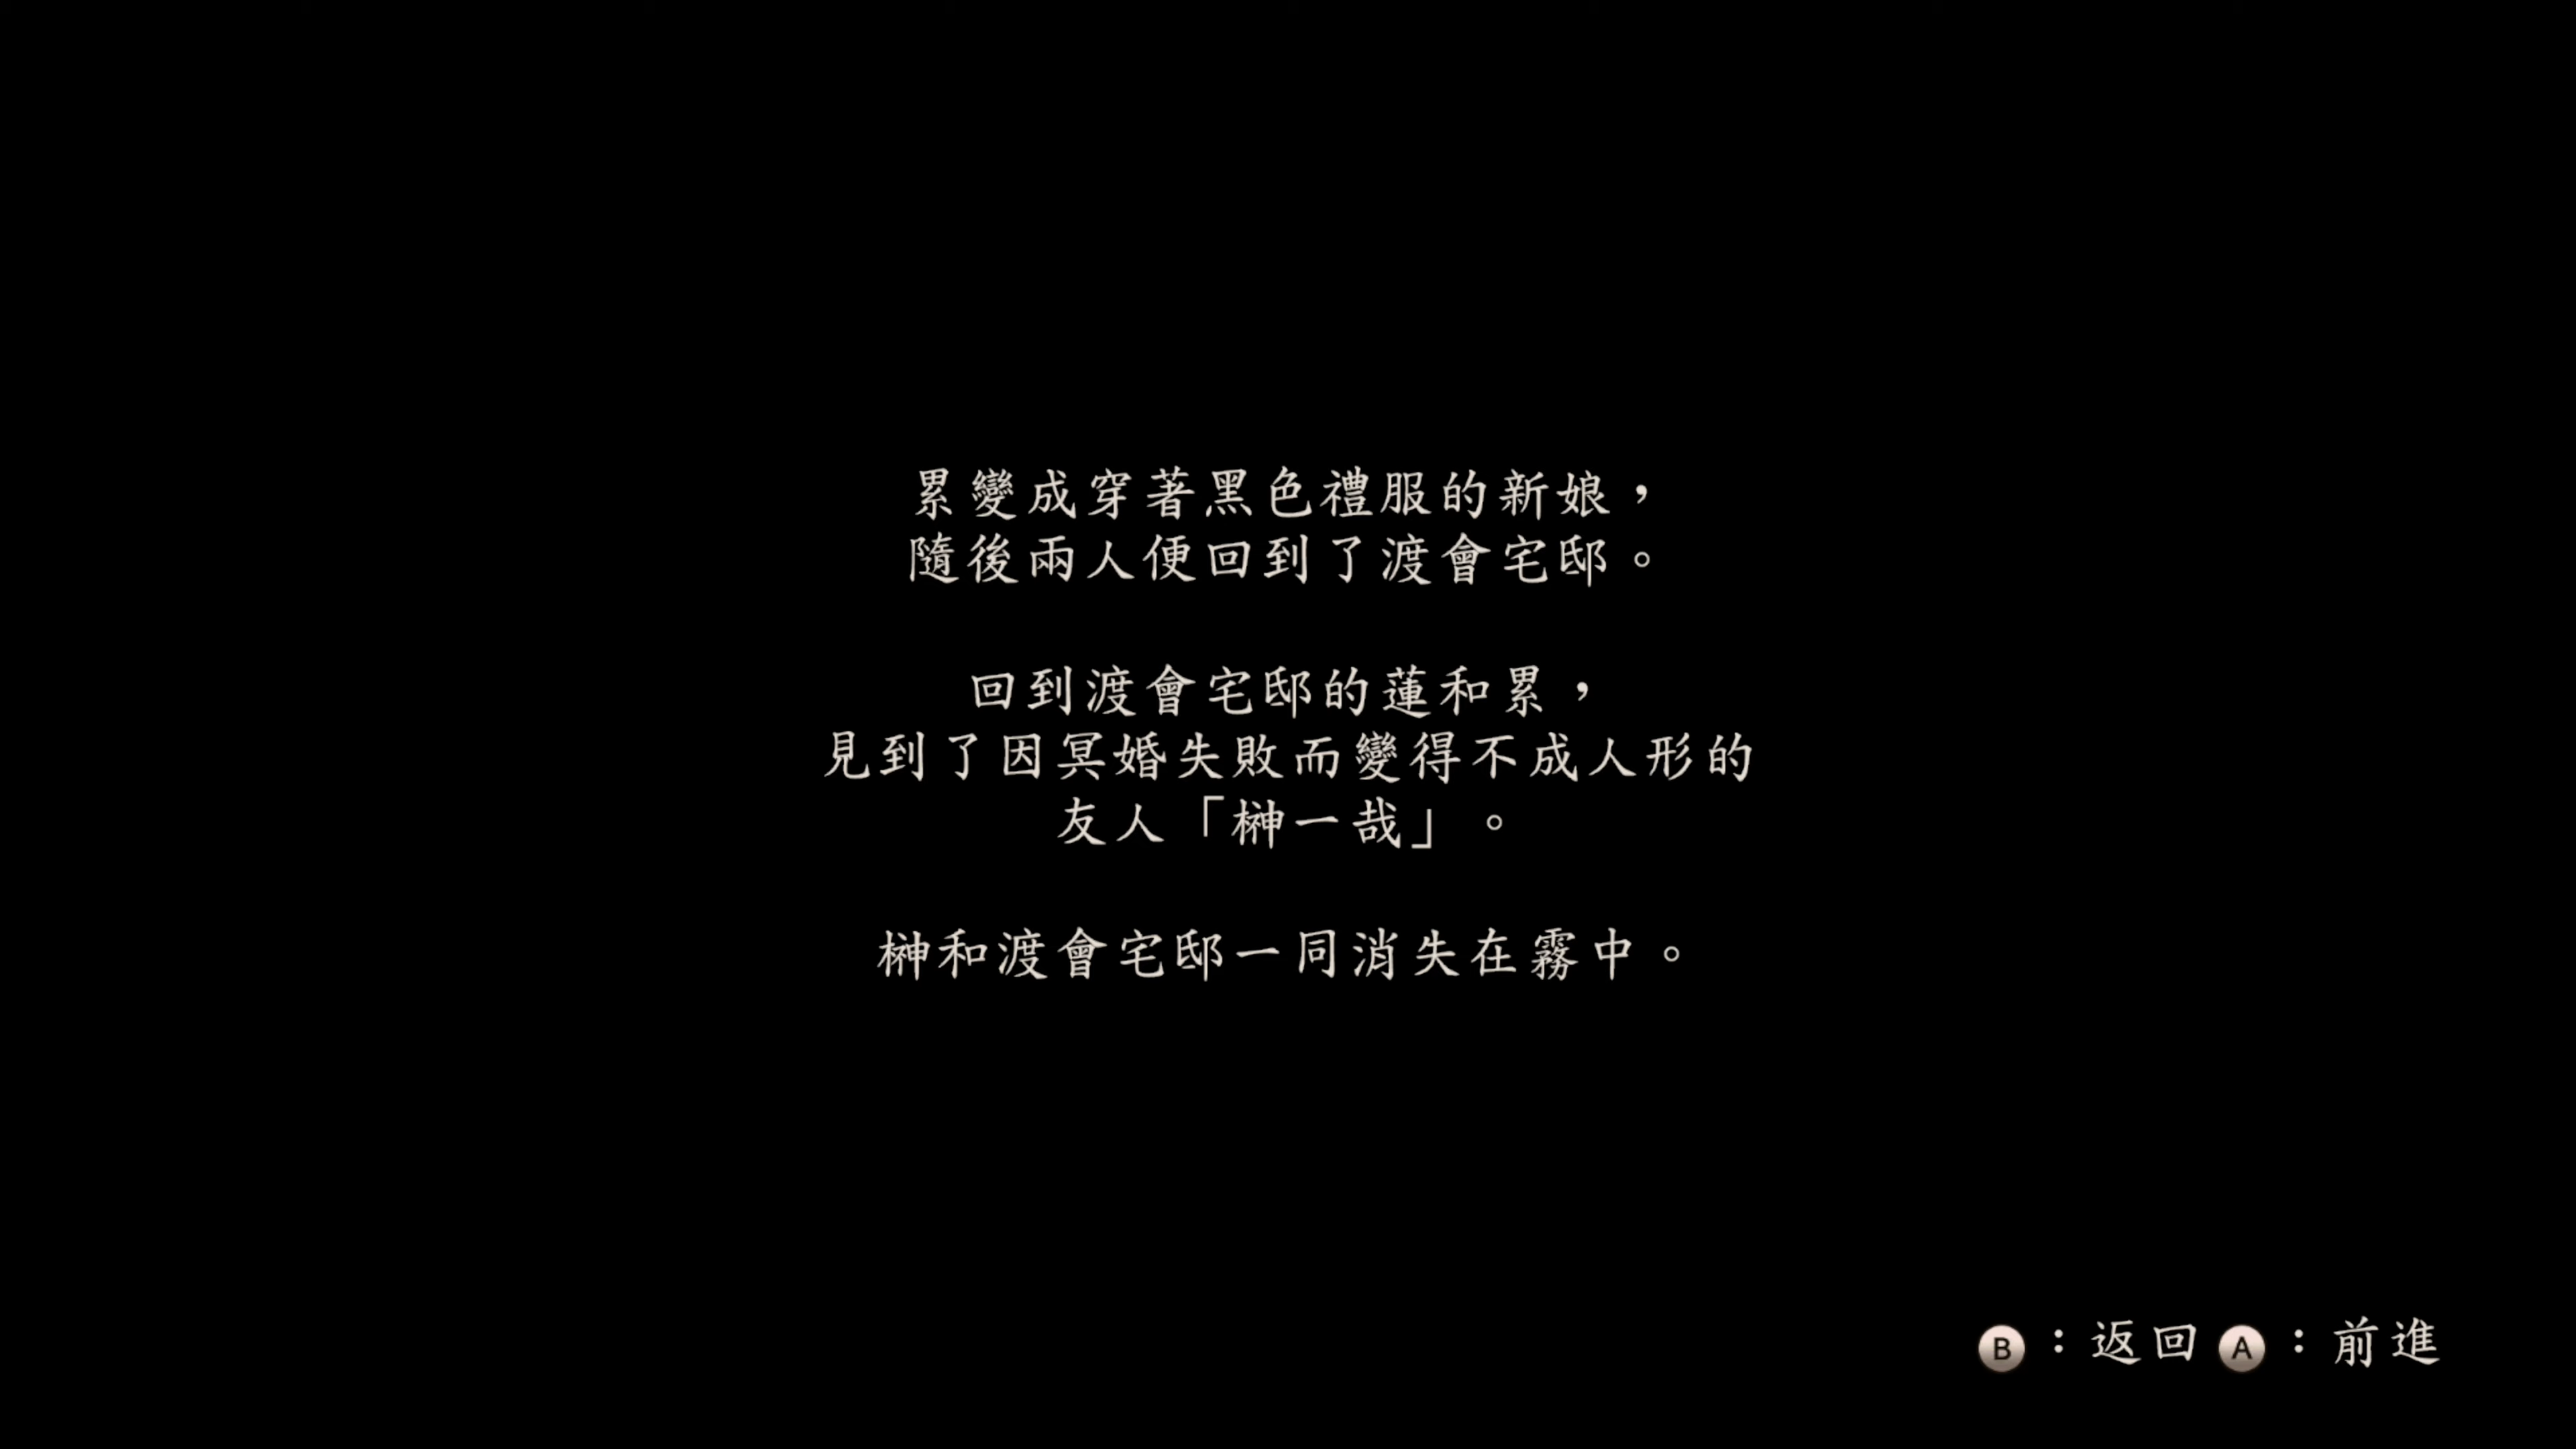 累變成穿著黑色禮服的新娘，
隨後兩人便回到了渡會宅邸。
回到渡會宅邸的蓮和累，
見到了因冥婚失敗而變得不成人形的
友人「榊一哉」。
榊和渡會宅邸一同消失在霧中。
B：返回 A：前進